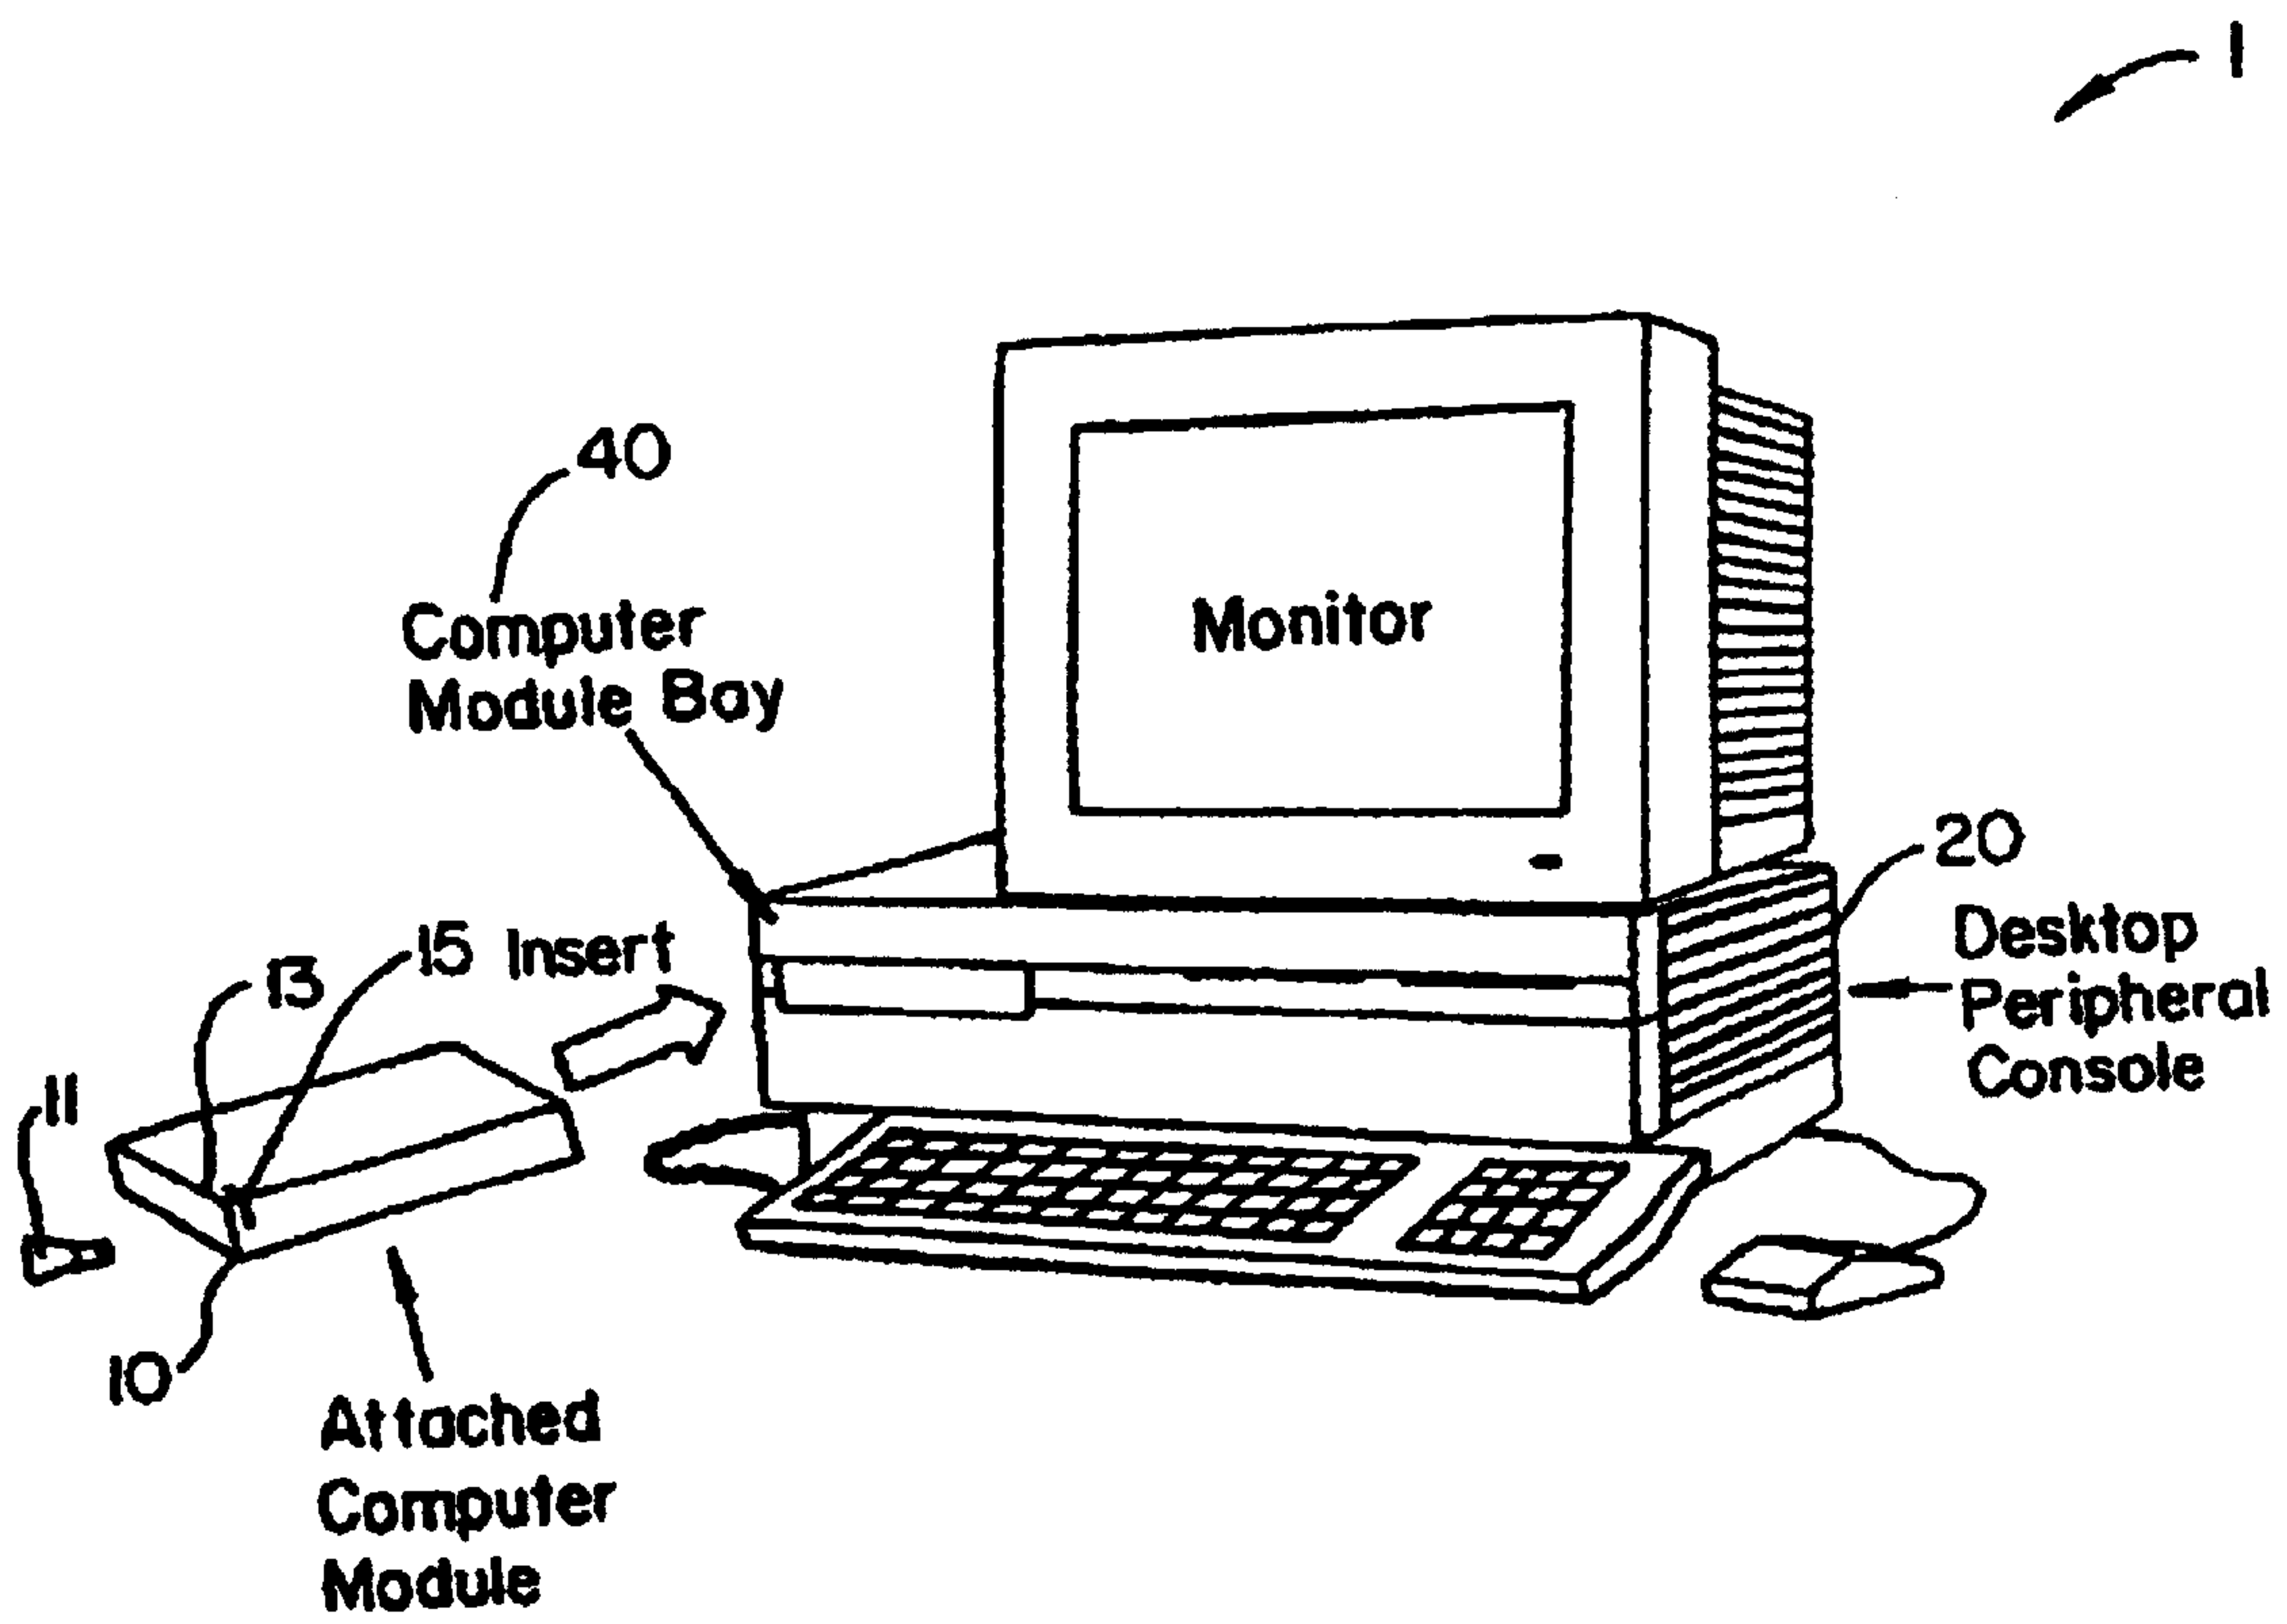 1
40
Computer
Module Bay
Monitor
20
Desktop
Peripheral
Console
15 Insert
13
11
10
Attached
Computer
Module